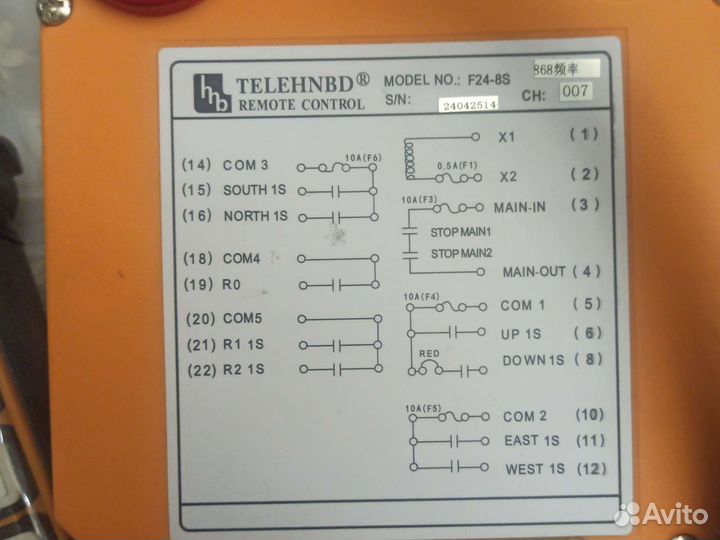 hnb TELEHNBD® REMOTE CONTROL
MODEL NO.: F24-8S 868频率
S/N: 24042514 CH: 007
(14) COM 3 10A(F6)
(15) SOUTH 1S
(16) NORTH 1S
(18) COM4
(19) R0
(20) COM5
(21) R1 1S
(22) R2 1S
X1 (1)
0.5A(F1) X2 (2)
10A(F3) MAIN-IN (3)
STOP MAIN1
STOP MAIN2
MAIN-OUT (4)
10A(F4) COM 1 (5)
UP 1S (6)
RED DOWN 1S (8)
10A(F5) COM 2 (10)
EAST 1S (11)
WEST 1S (12)
Avito